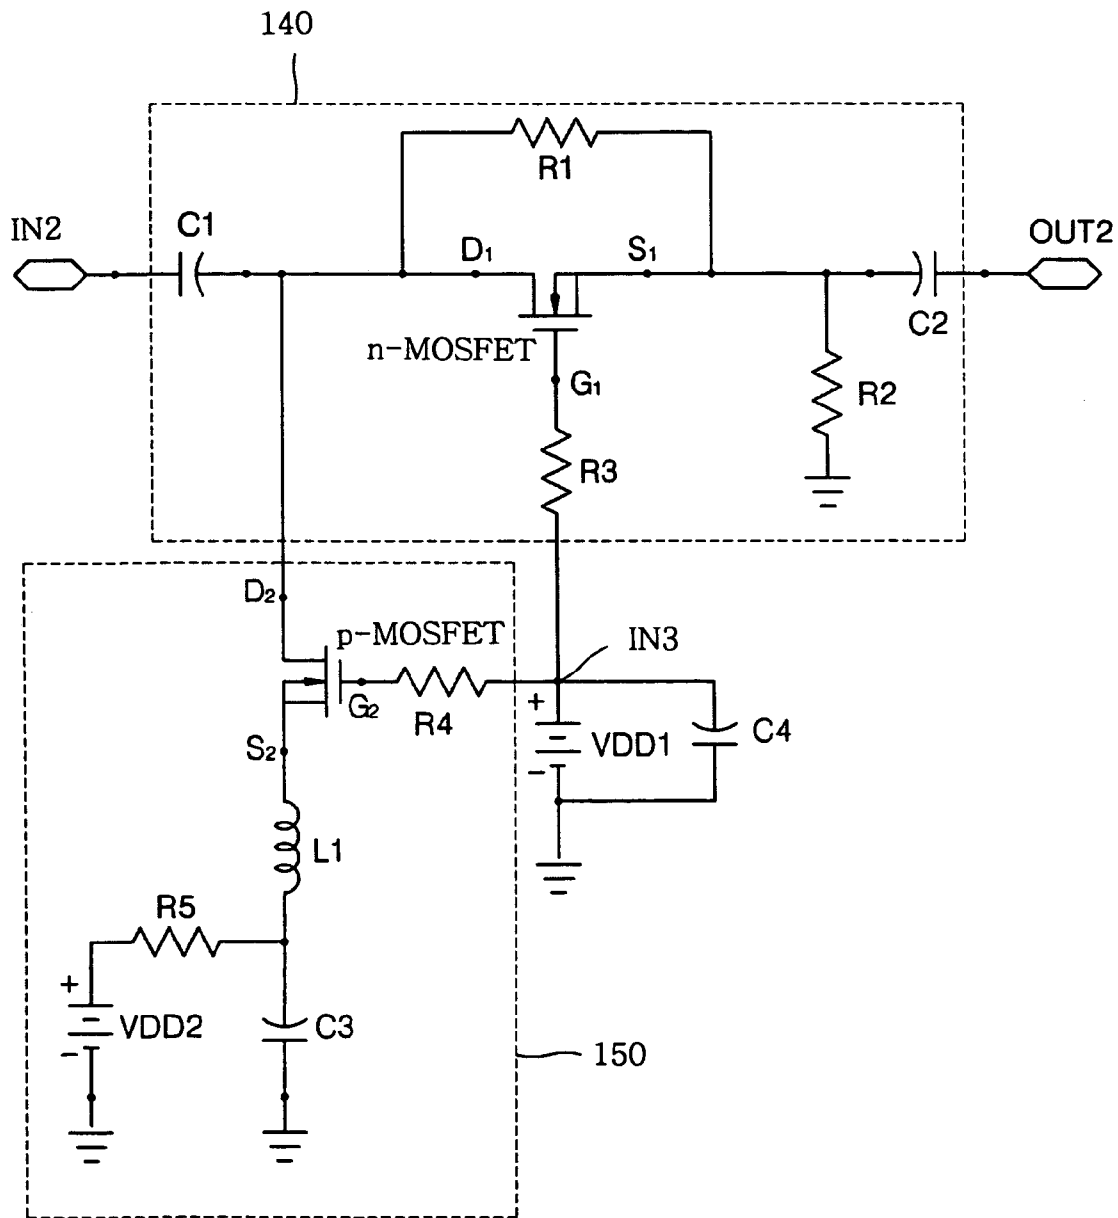 140
R1
IN2
C1
D1
S1
OUT2
C2
n-MOSFET
G1
R2
R3
D2
p-MOSFET
IN3
G2
R4
+
VDD1
-
C4
S2
L1
R5
+
VDD2
-
C3
150